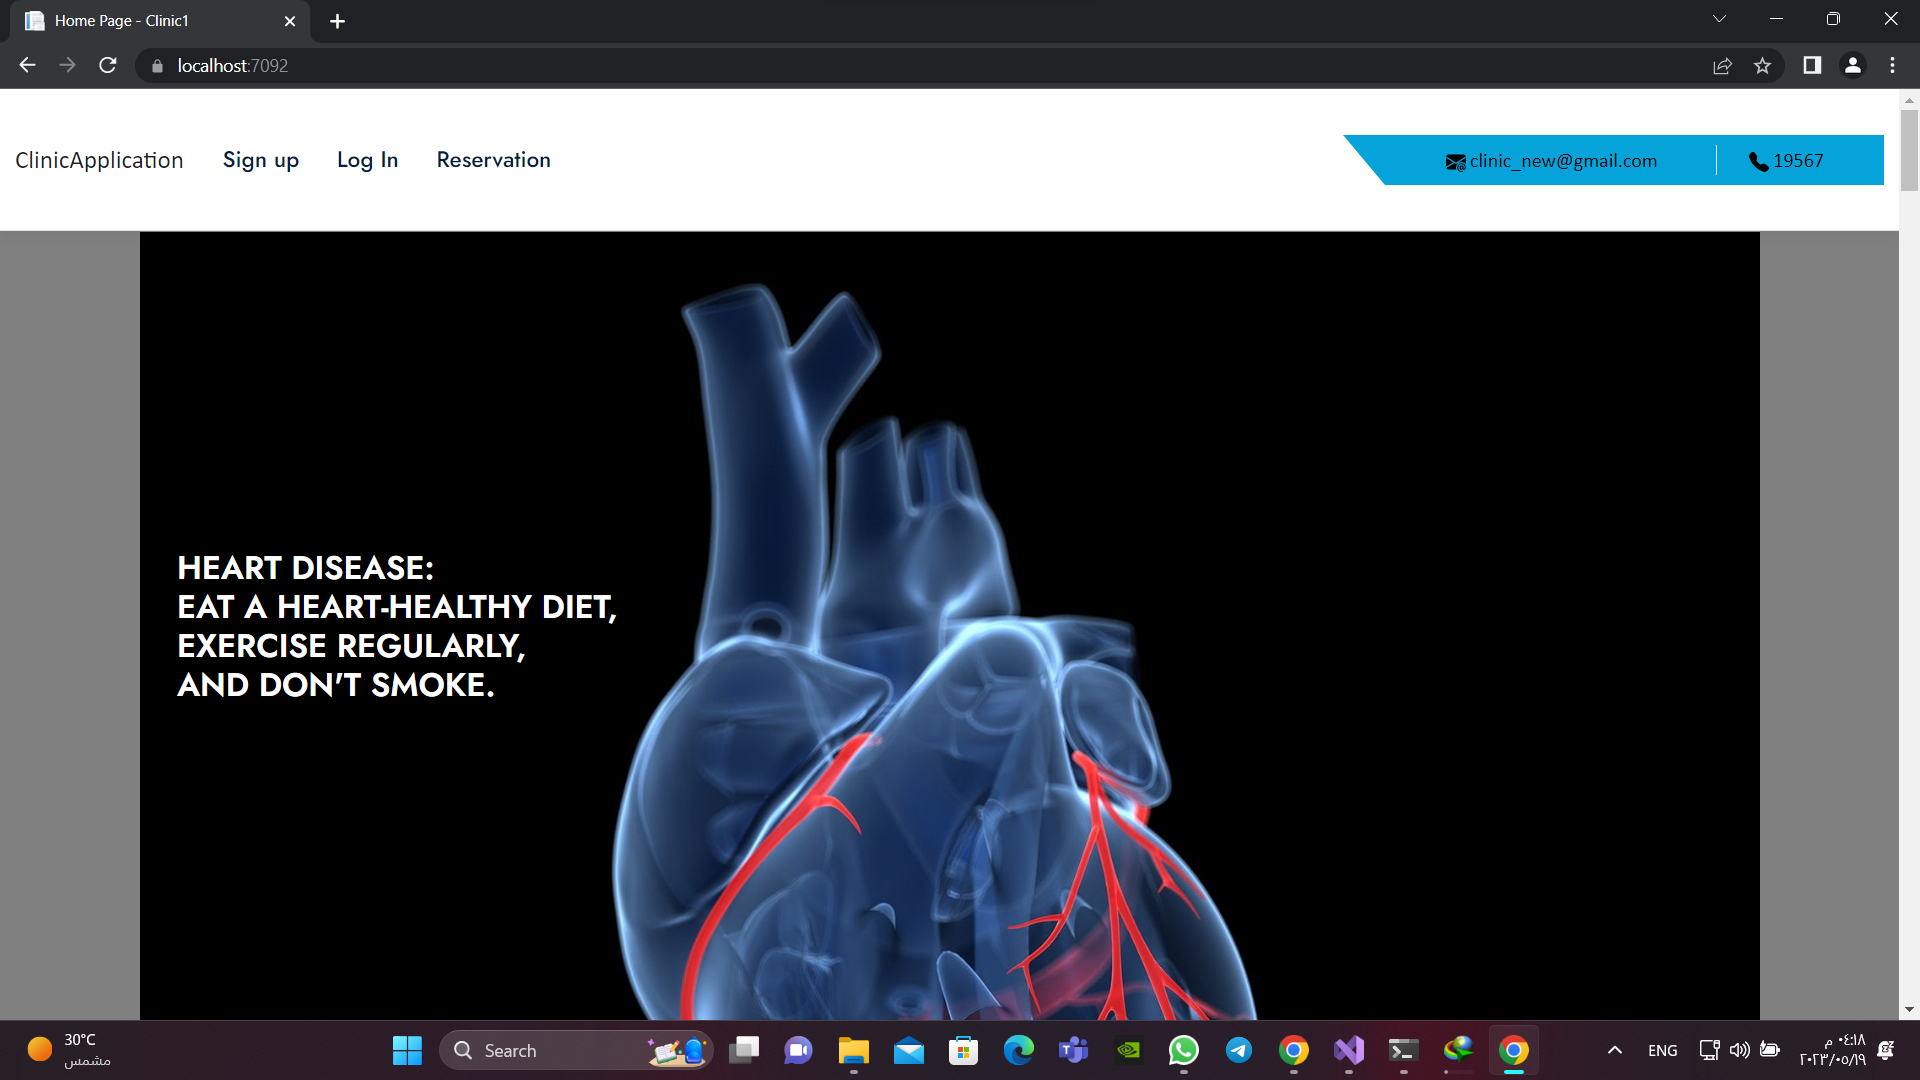 Home Page - Clinic1
localhost:7092
ClinicApplication
Sign up
Log In
Reservation
clinic_new@gmail.com
19567
HEART DISEASE:
EAT A HEART-HEALTHY DIET,
EXERCISE REGULARLY,
AND DON'T SMOKE.
30°C
مشمس
Search
ENG
٠٤:١٨ م
٢٠٢٣/٠٥/١٩